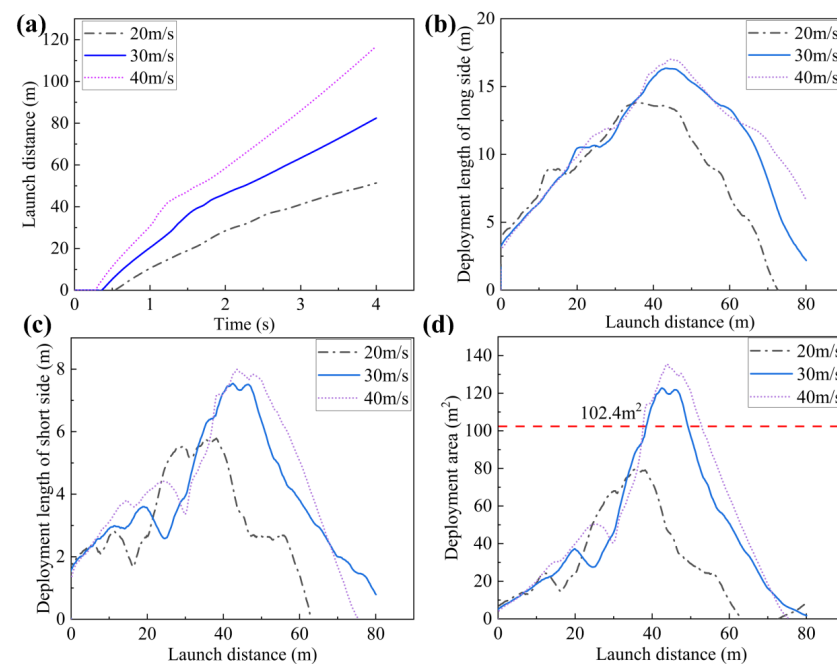 (a)
20m/s
30m/s
40m/s
120
100
80
60
40
20
0
0 1 2 3 4
Time (s)
Launch distance (m)
(b)
20m/s
30m/s
40m/s
20
15
10
5
0
0 20 40 60 80
Launch distance (m)
Deployment length of long side (m)
(c)
20m/s
30m/s
40m/s
8
6
4
2
0
0 20 40 60 80
Launch distance (m)
Deployment length of short side (m)
(d)
20m/s
30m/s
40m/s
102.4m²
140
120
100
80
60
40
20
0
0 20 40 60 80
Launch distance (m)
Deployment area (m²)